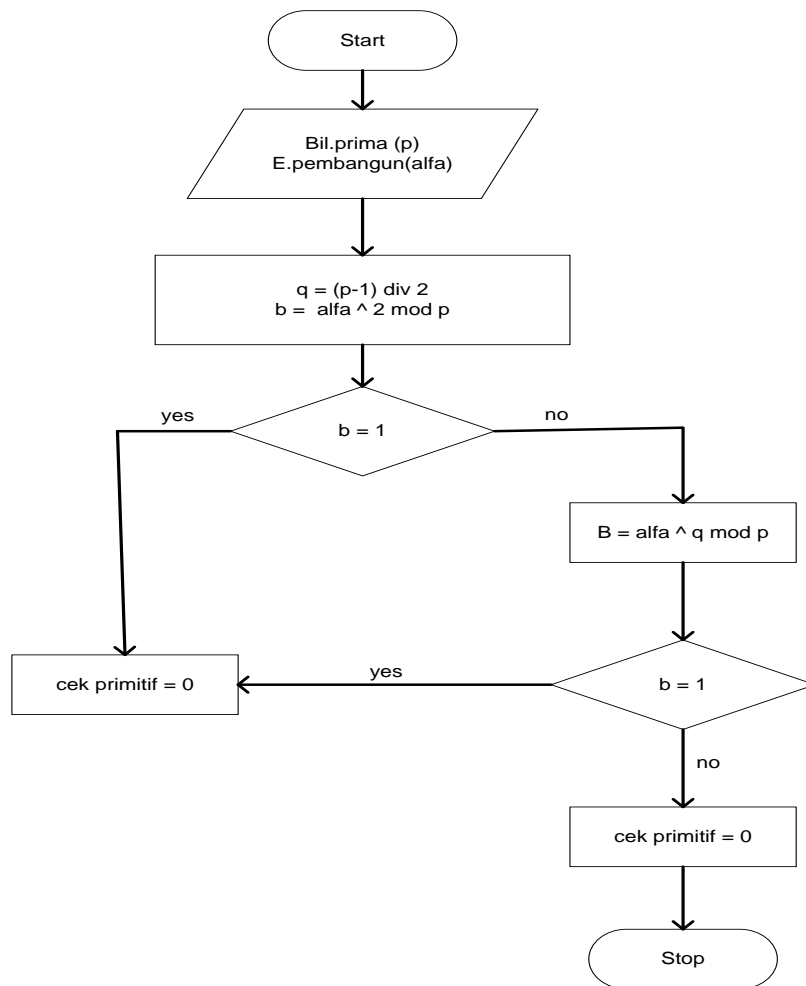 Start
Bil.prima (p)
E.pembangun(alfa)
q = (p-1) div 2
b =  alfa ^ 2 mod p
yes
no
b = 1
B = alfa ^ q mod p
cek primitif = 0
yes
b = 1
no
cek primitif = 0
Stop